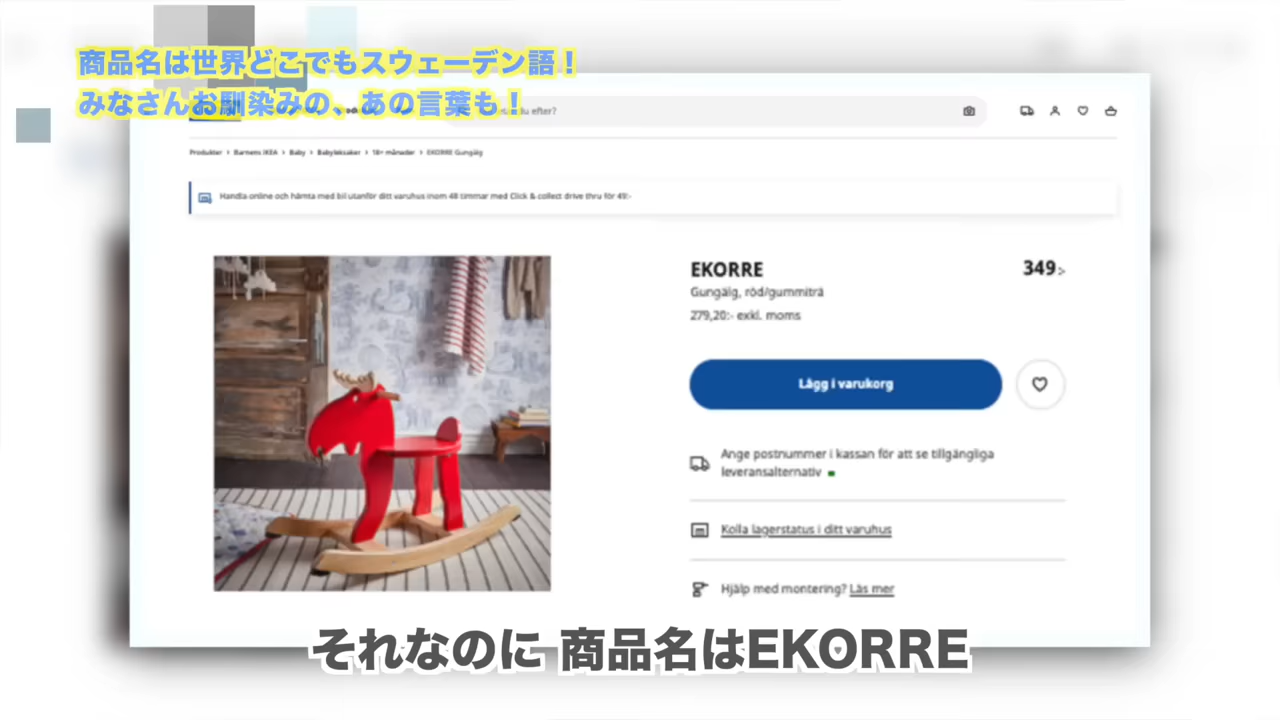 商品名は世界どこでもスウェーデン語！
みなさんお馴染みの、あの言葉も！
du efter?
Produkter › Barnens IKEA › Baby › Babyleksaker › 18+ månader › EKORRE Gungälg
Handla online och hämta med bil utanför ditt varuhus inom 48 timmar med Click & collect drive thru för 49:-
EKORRE
349:-
Gungälg, röd/gummiträ
279,20:- exkl. moms
Lägg i varukorg
Ange postnummer i kassan för att se tillgängliga
leveransalternativ
Kolla lagerstatus i ditt varuhus
Hjälp med montering? Läs mer
それなのに 商品名はEKORRE